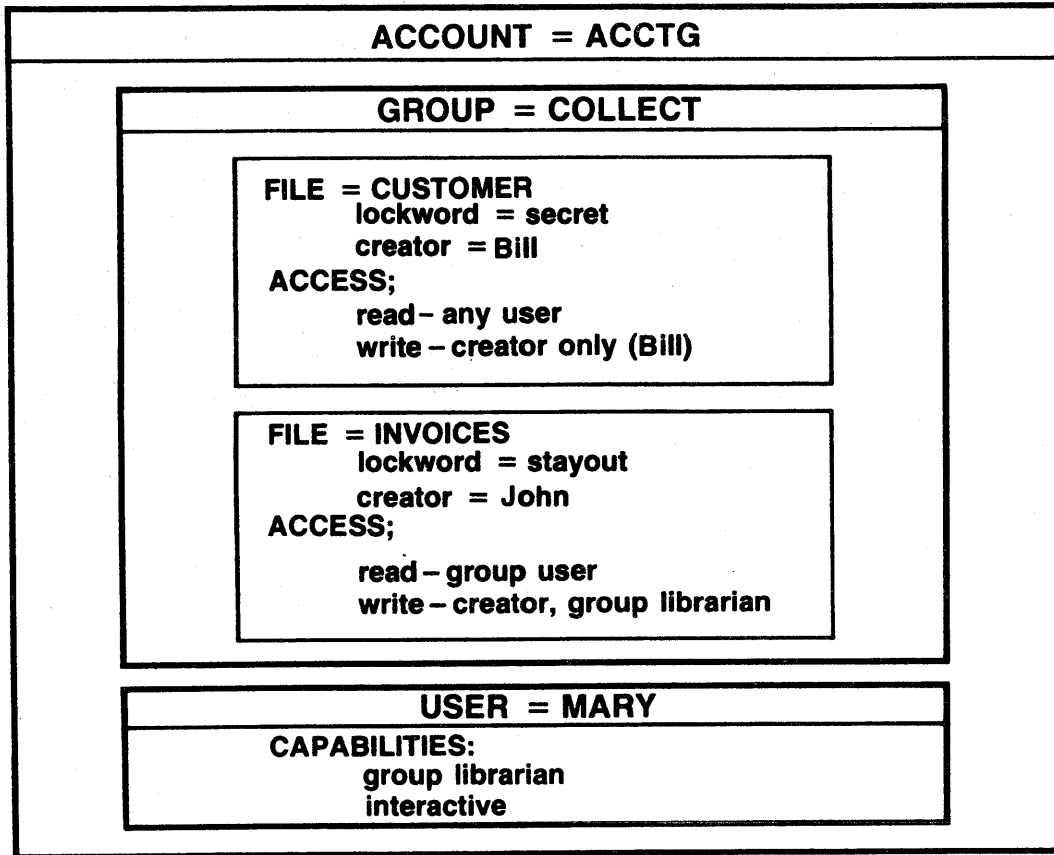 ACCOUNT = ACCTG
GROUP = COLLECT
FILE = CUSTOMER
lockword = secret
creator = Bill
ACCESS;
read – any user
write – creator only (Bill)
FILE = INVOICES
lockword = stayout
creator = John
ACCESS;
read – group user
write – creator, group librarian
USER = MARY
CAPABILITIES:
group librarian
interactive